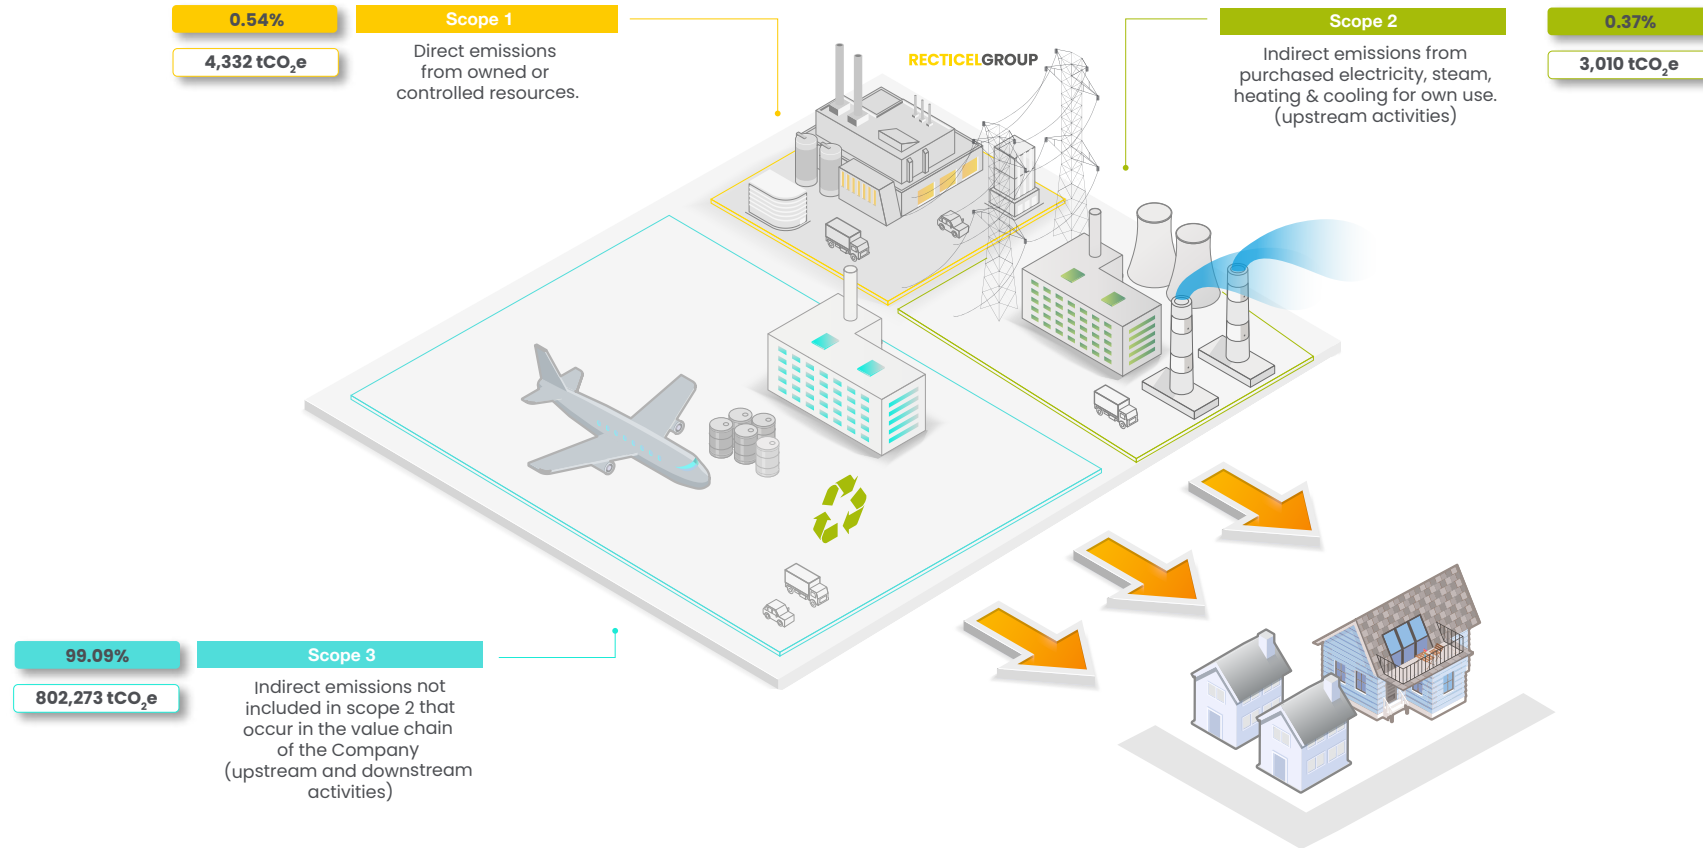 0.54%
Scope 1
4,332 tCO₂e
Direct emissions
from owned or
controlled resources.
RECTICELGROUP
Scope 2
0.37%
Indirect emissions from
purchased electricity, steam,
heating & cooling for own use.
(upstream activities)
3,010 tCO₂e
99.09%
Scope 3
802,273 tCO₂e
Indirect emissions not
included in scope 2 that
occur in the value chain
of the Company
(upstream and downstream
activities)